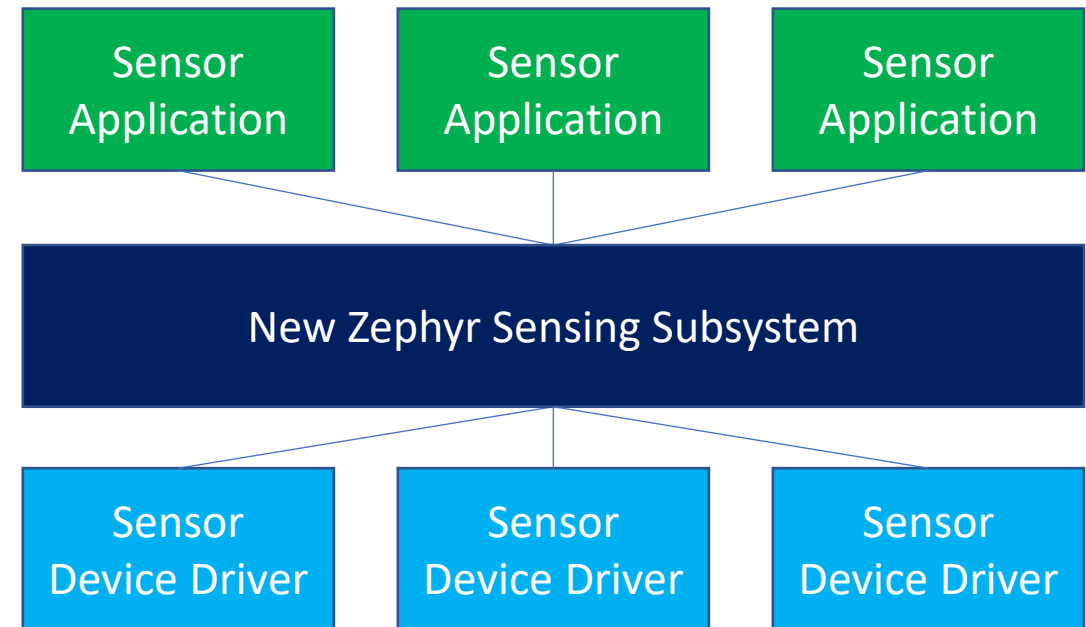 Sensor
Application
Sensor
Application
Sensor
Application
New Zephyr Sensing Subsystem
Sensor
Device Driver
Sensor
Device Driver
Sensor
Device Driver